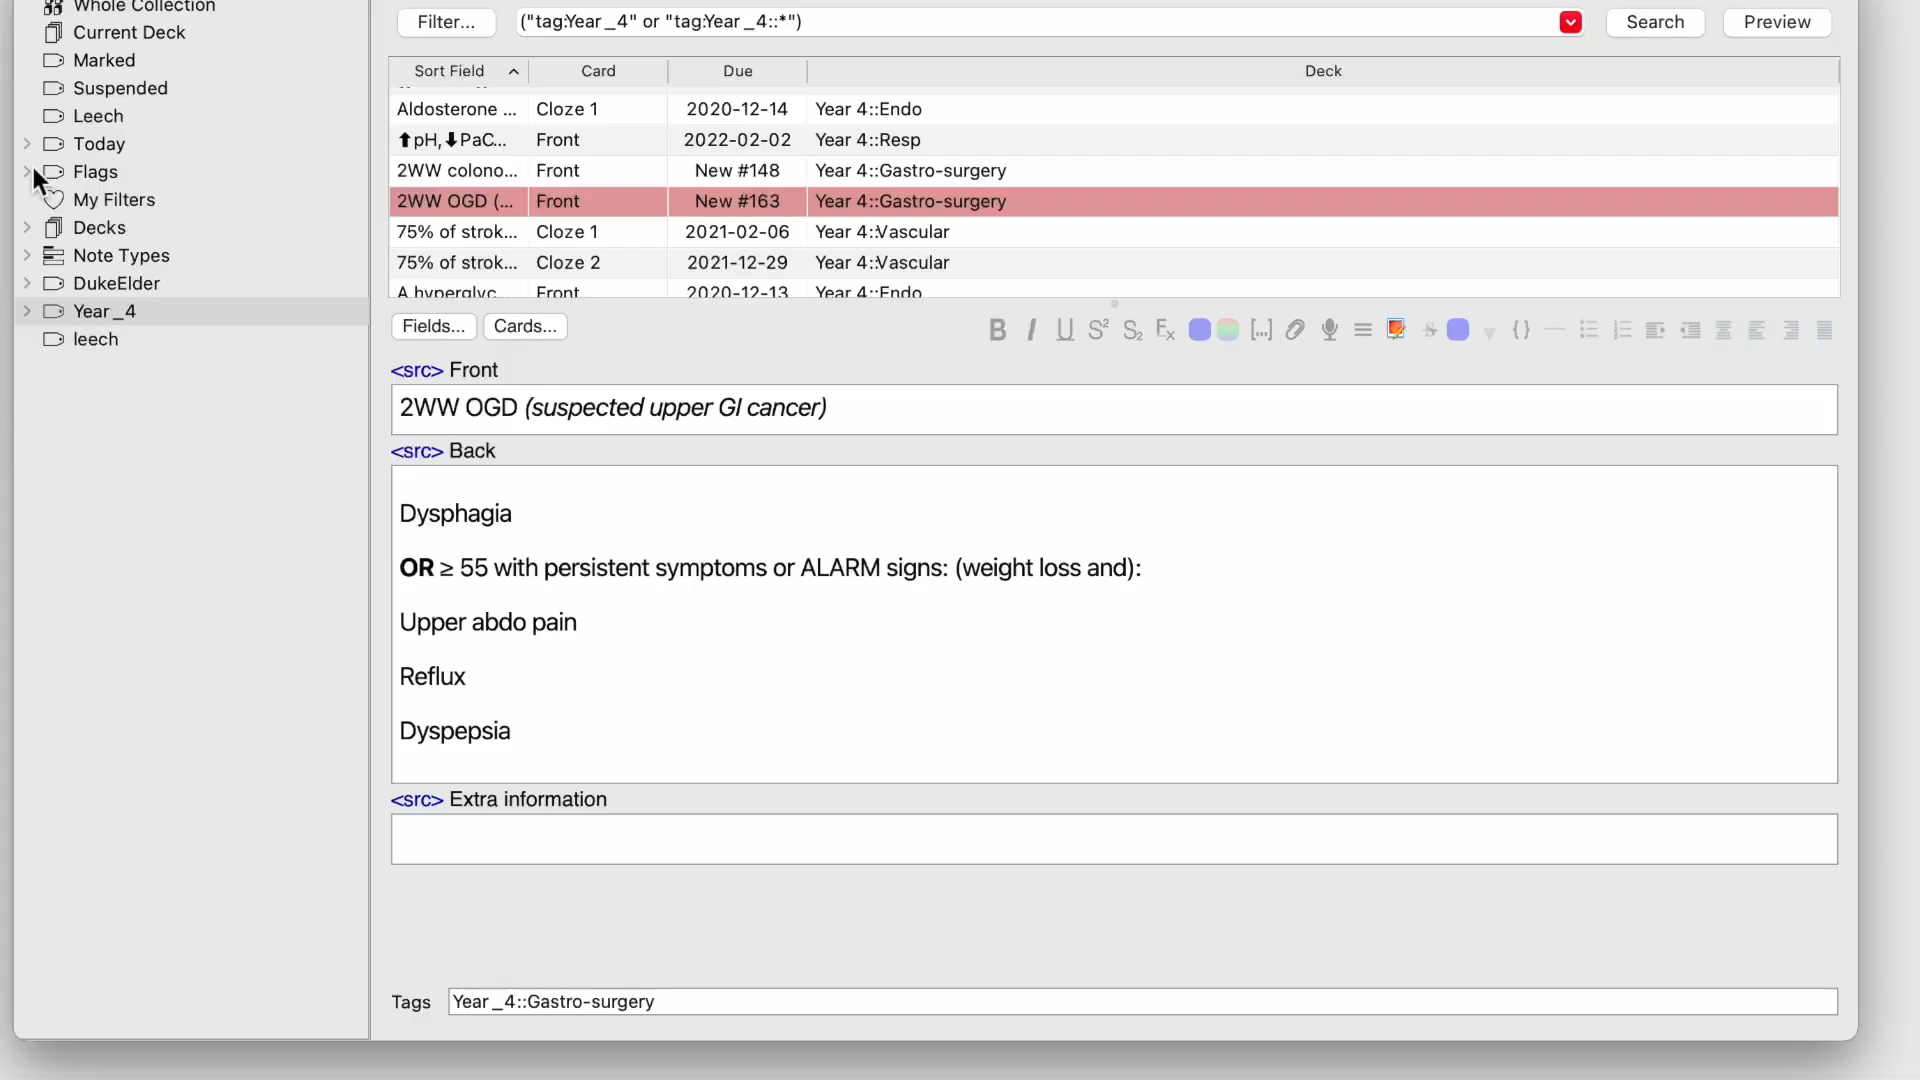 Whole Collection
Current Deck
Marked
Suspended
Leech
Today
Flags
My Filters
Decks
Note Types
DukeElder
Year_4
leech
Filter...
("tag:Year_4" or "tag:Year_4::*")
Search
Preview
Sort Field Card Due Deck
Aldosterone ... Cloze 1 2020-12-14 Year 4::Endo
⬆pH,⬇PaC... Front 2022-02-02 Year 4::Resp
2WW colono... Front New #148 Year 4::Gastro-surgery
2WW OGD (... Front New #163 Year 4::Gastro-surgery
75% of strok... Cloze 1 2021-02-06 Year 4::Vascular
75% of strok... Cloze 2 2021-12-29 Year 4::Vascular
A hyperglyc... Front 2020-12-13 Year 4::Endo
Fields... Cards...
<src> Front
2WW OGD (suspected upper GI cancer)
<src> Back
Dysphagia
OR ≥ 55 with persistent symptoms or ALARM signs: (weight loss and):
Upper abdo pain
Reflux
Dyspepsia
<src> Extra information
Tags Year_4::Gastro-surgery